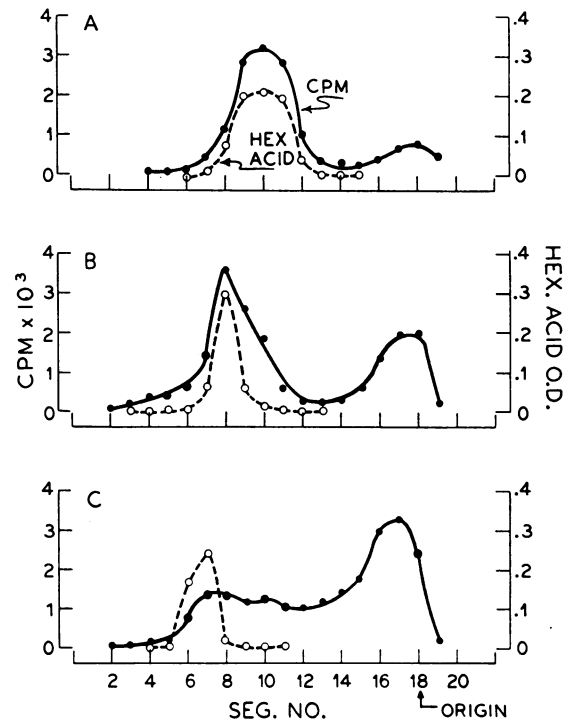 A
4
3
2
1
0
.4
.3
.2
.1
0
CPM
HEX
ACID
B
4
3
2
1
0
.4
.3
.2
.1
0
CPM x 10³
HEX. ACID O.D.
C
4
3
2
1
0
.4
.3
.2
.1
0
2 4 6 8 10 12 14 16 18 20
SEG. NO.
ORIGIN